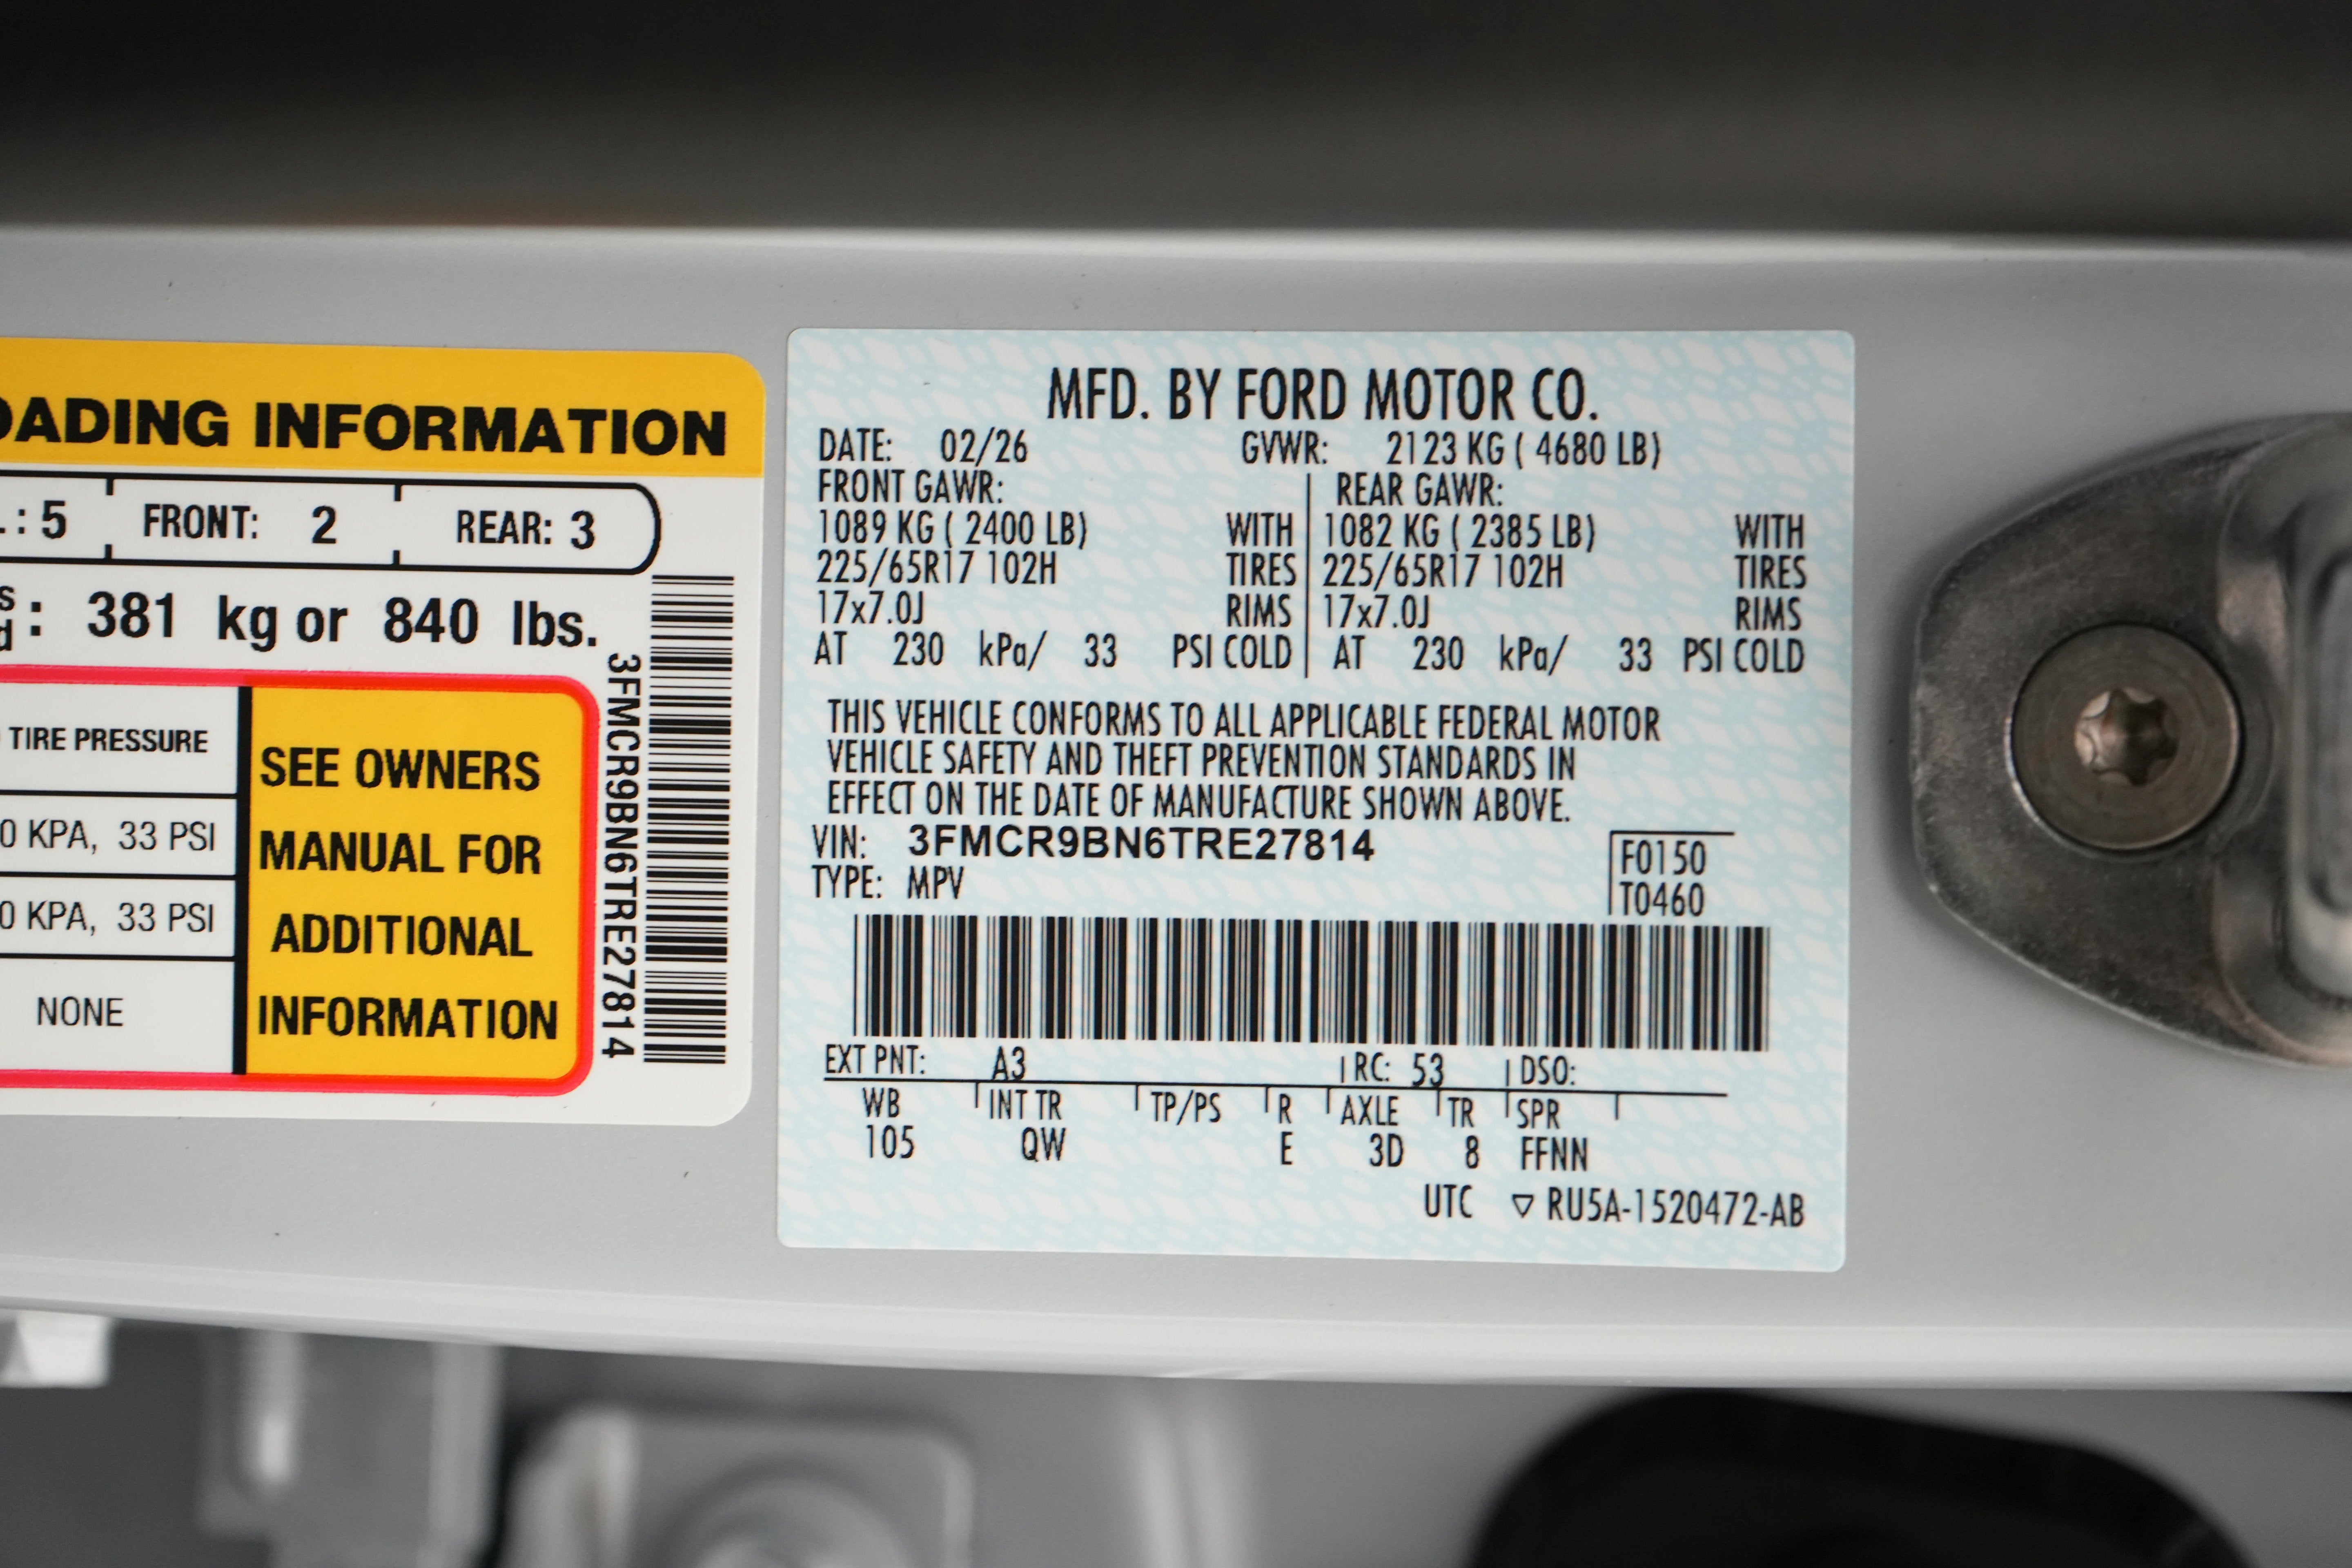 OADING INFORMATION
.: 5 FRONT: 2 REAR: 3
: 381 kg or 840 lbs.
TIRE PRESSURE
0 KPA, 33 PSI
0 KPA, 33 PSI
NONE
SEE OWNERS
MANUAL FOR
ADDITIONAL
INFORMATION
3FMCR9BN6TRE27814
MFD. BY FORD MOTOR CO.
DATE: 02/26 GVWR: 2123 KG ( 4680 LB)
FRONT GAWR: REAR GAWR:
1089 KG ( 2400 LB) WITH 1082 KG ( 2385 LB) WITH
225/65R17 102H TIRES 225/65R17 102H TIRES
17x7.0J RIMS 17x7.0J RIMS
AT 230 kPa/ 33 PSI COLD AT 230 kPa/ 33 PSI COLD
THIS VEHICLE CONFORMS TO ALL APPLICABLE FEDERAL MOTOR
VEHICLE SAFETY AND THEFT PREVENTION STANDARDS IN
EFFECT ON THE DATE OF MANUFACTURE SHOWN ABOVE.
VIN: 3FMCR9BN6TRE27814
F0150
TYPE: MPV
T0460
EXT PNT: A3 RC: 53 DSO:
WB INT TR TP/PS R AXLE TR SPR
105 QW E 3D 8 FFNN
UTC ▽ RU5A-1520472-AB